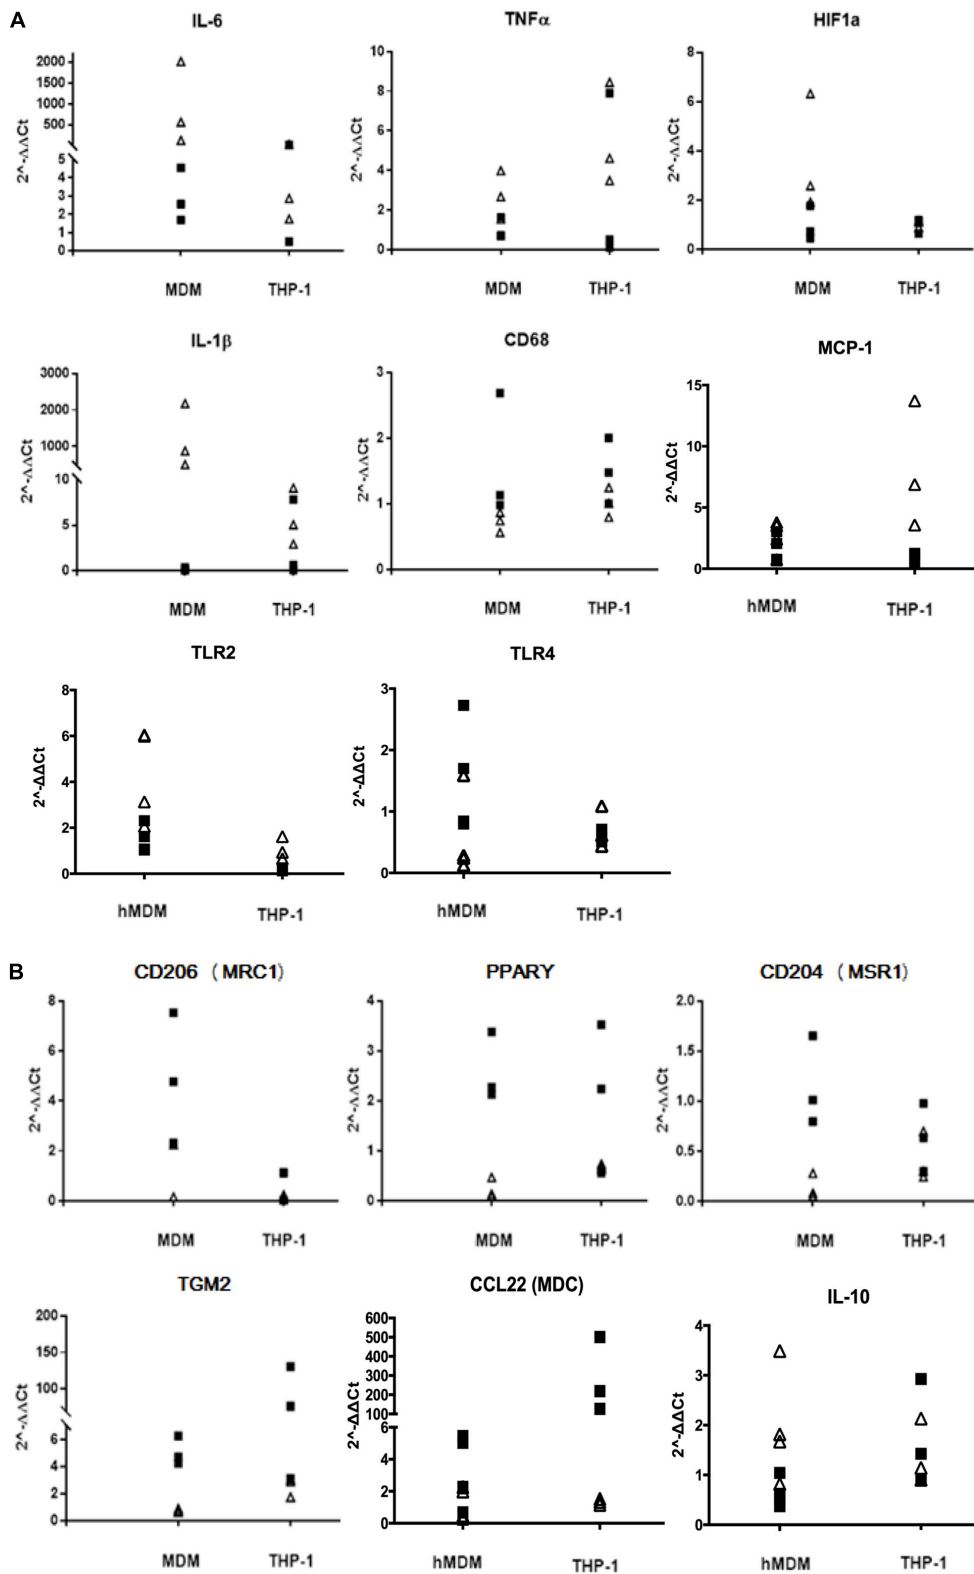 A
IL-6
TNFα
HIF1a
2^-ΔΔCt
2000
1500
1000
500
5
4
3
2
1
0
MDM
THP-1
2^-ΔΔCt
10
8
6
4
2
0
MDM
THP-1
2^-ΔΔCt
8
6
4
2
0
MDM
THP-1
IL-1β
CD68
MCP-1
2^-ΔΔCt
3000
2000
1000
10
5
0
MDM
THP-1
2^-ΔΔCt
3
2
1
0
MDM
THP-1
2^-ΔΔCt
15
10
5
0
hMDM
THP-1
TLR2
TLR4
2^-ΔΔCt
8
6
4
2
0
hMDM
THP-1
2^-ΔΔCt
3
2
1
0
hMDM
THP-1
B
CD206 (MRC1)
PPARY
CD204 (MSR1)
2^-ΔΔCt
8
6
4
2
0
MDM
THP-1
2^-ΔΔCt
4
3
2
1
0
MDM
THP-1
2^-ΔΔCt
2.0
1.5
1.0
0.5
0.0
MDM
THP-1
TGM2
CCL22 (MDC)
IL-10
2^-ΔΔCt
200
150
100
6
4
2
0
MDM
THP-1
2^-ΔΔCt
600
500
400
300
200
100
6
4
2
0
hMDM
THP-1
2^-ΔΔCt
4
3
2
1
0
hMDM
THP-1